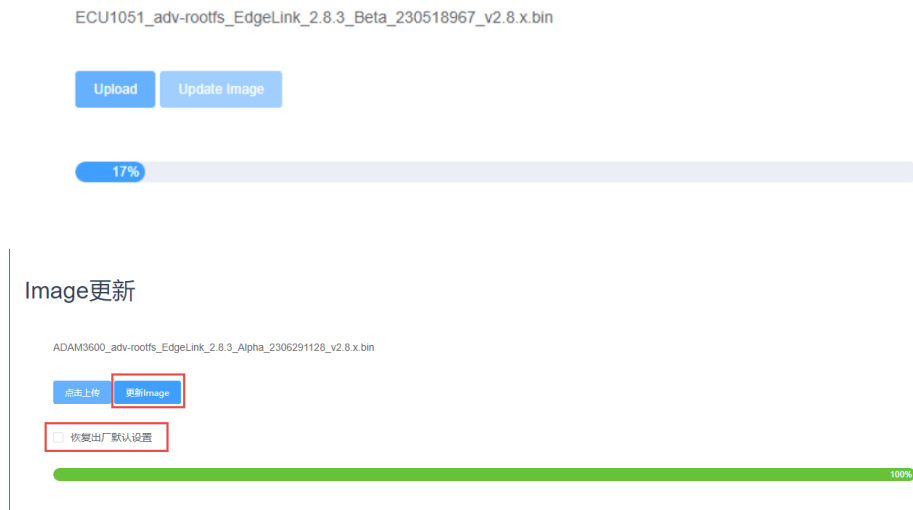 ECU1051_adv-rootfs_EdgeLink_2.8.3_Beta_230518967_v2.8.x.bin
Upload Update Image
17%
Image更新
ADAM3600_adv-rootfs_EdgeLink_2.8.3_Alpha_2306291128_v2.8.x.bin
点击上传 更新Image
恢复出厂默认设置
100%